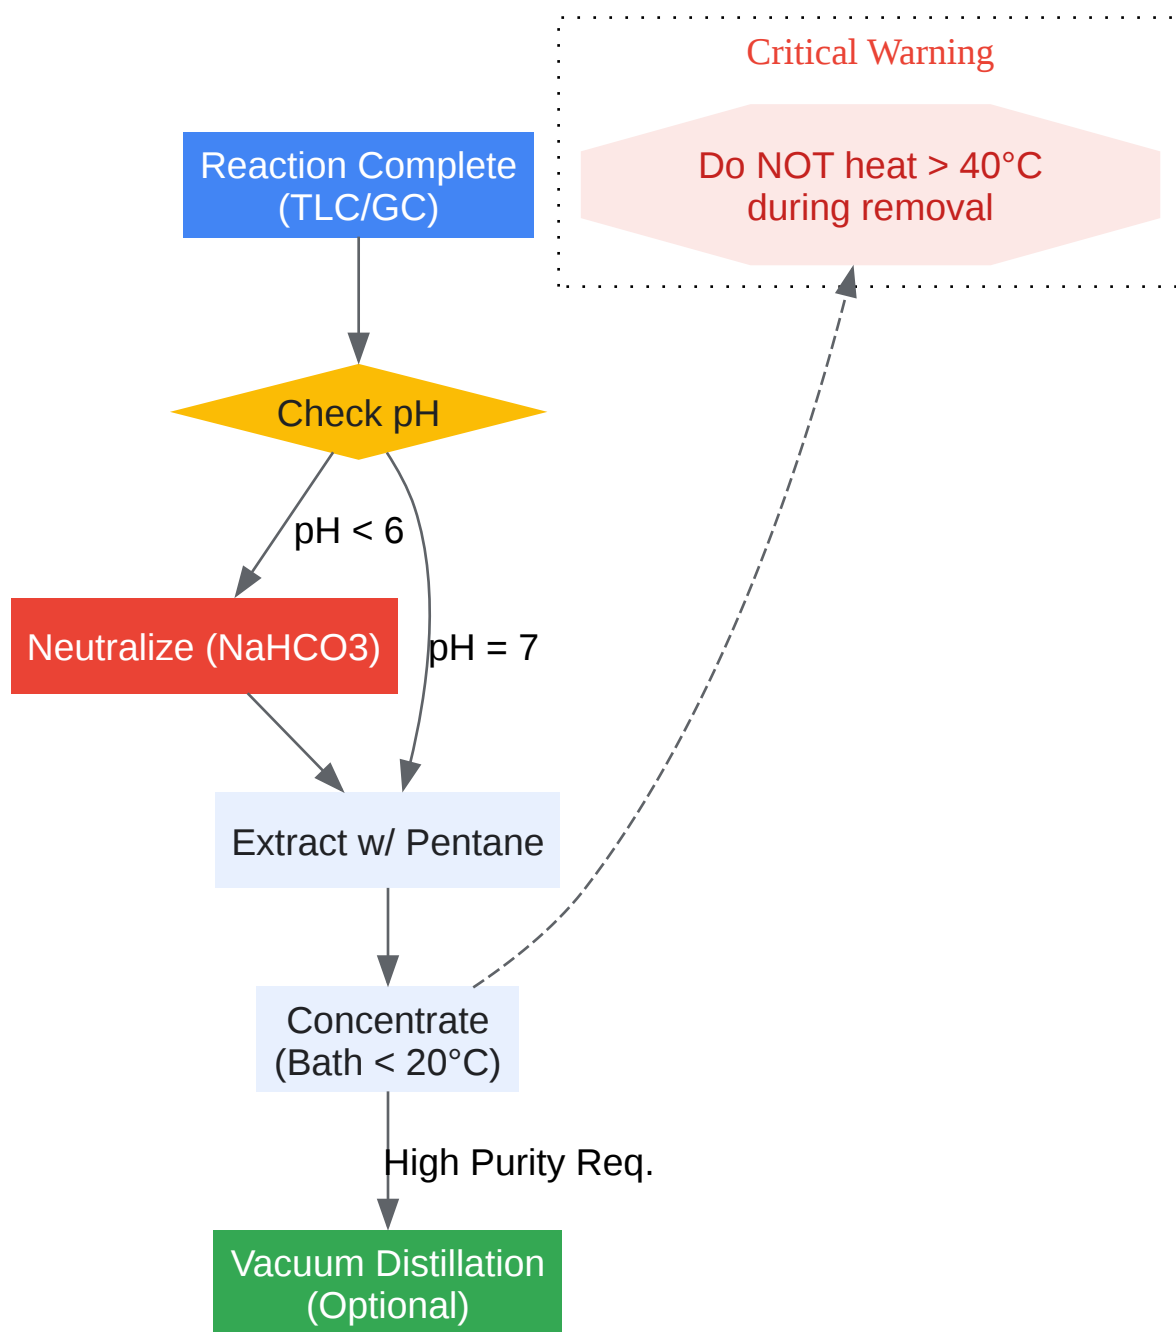 Critical Warning
Do NOT heat > 40°C
during removal
Reaction Complete
(TLC/GC)
Check pH
pH < 6
Neutralize (NaHCO3)
pH = 7
Extract w/ Pentane
Concentrate
(Bath < 20°C)
High Purity Req.
Vacuum Distillation
(Optional)